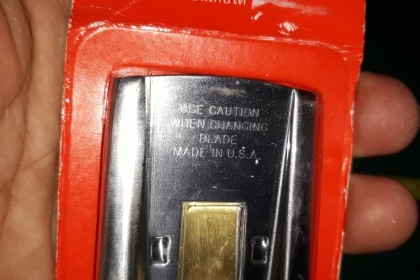 USE CAUTION
WHEN CHANGING
BLADE
MADE IN U.S.A.